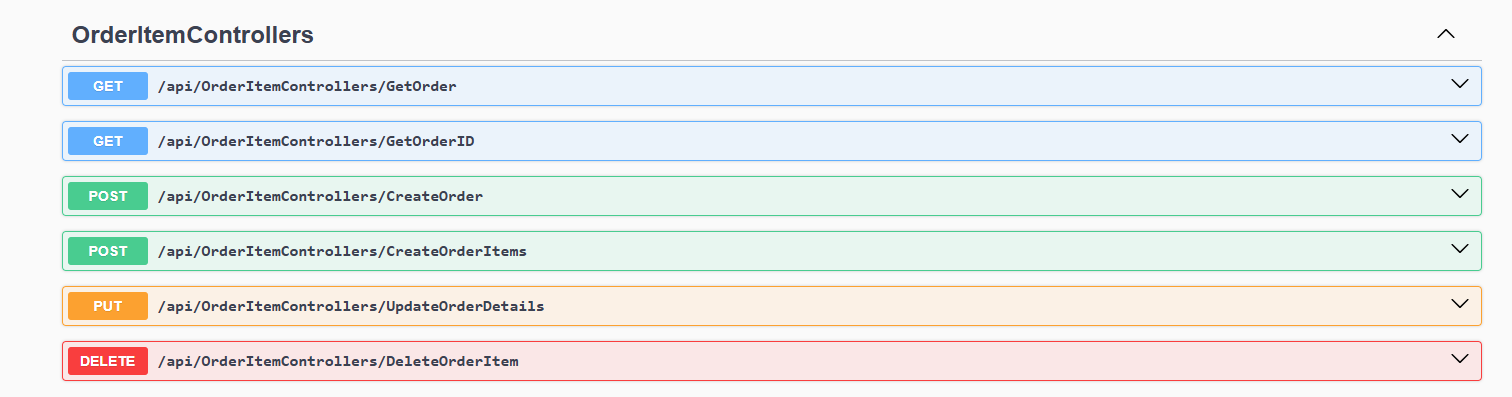 OrderItemControllers
GET /api/OrderItemControllers/GetOrder
GET /api/OrderItemControllers/GetOrderID
POST /api/OrderItemControllers/CreateOrder
POST /api/OrderItemControllers/CreateOrderItems
PUT /api/OrderItemControllers/UpdateOrderDetails
DELETE /api/OrderItemControllers/DeleteOrderItem